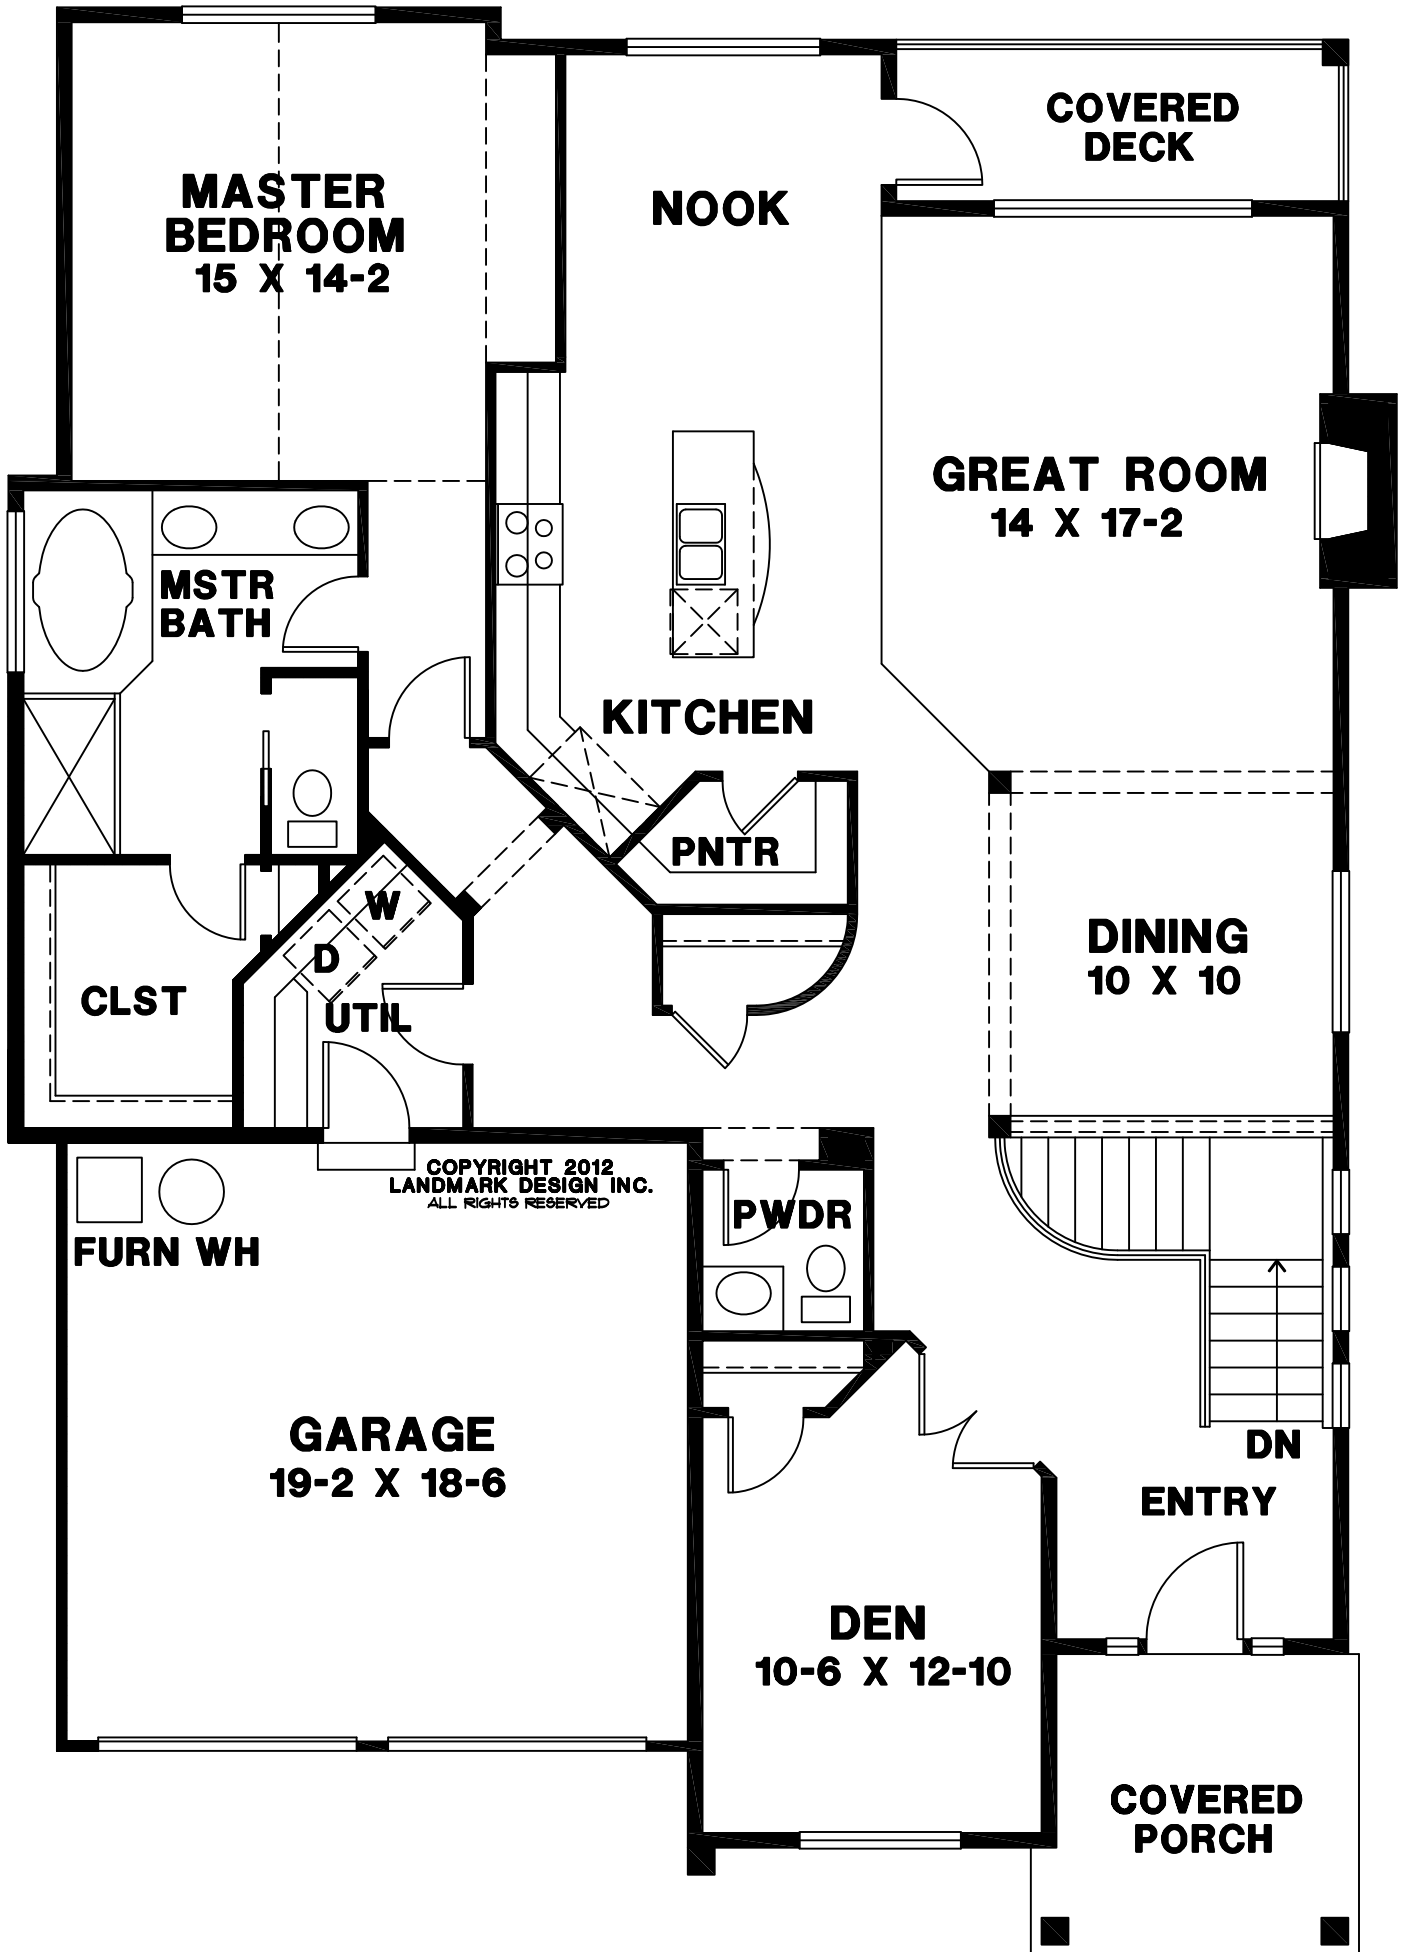 COVERED
DECK
MASTER
BEDROOM
15 X 14-2
NOOK
GREAT ROOM
14 X 17-2
MSTR
BATH
KITCHEN
PNTR
W
D
DINING
10 X 10
CLST
UTIL
COPYRIGHT 2012
LANDMARK DESIGN INC.
ALL RIGHTS RESERVED
PWDR
FURN WH
GARAGE
19-2 X 18-6
DN
ENTRY
DEN
10-6 X 12-10
COVERED
PORCH